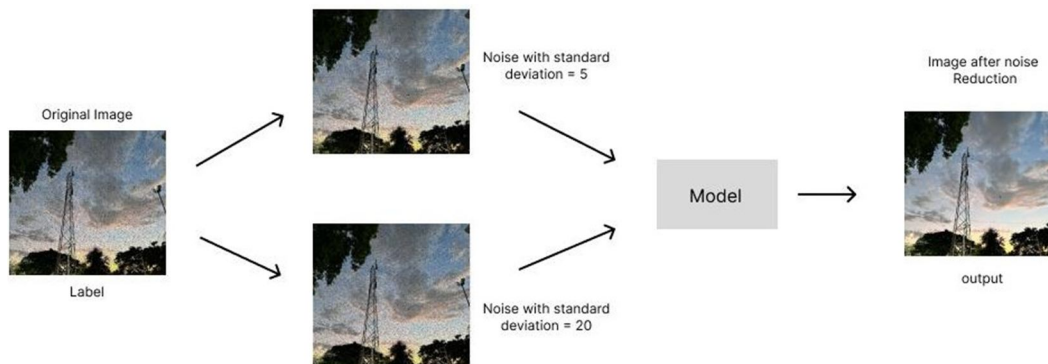 Original Image
Label
Noise with standard
deviation = 5
Noise with standard
deviation = 20
Model
Image after noise
Reduction
output